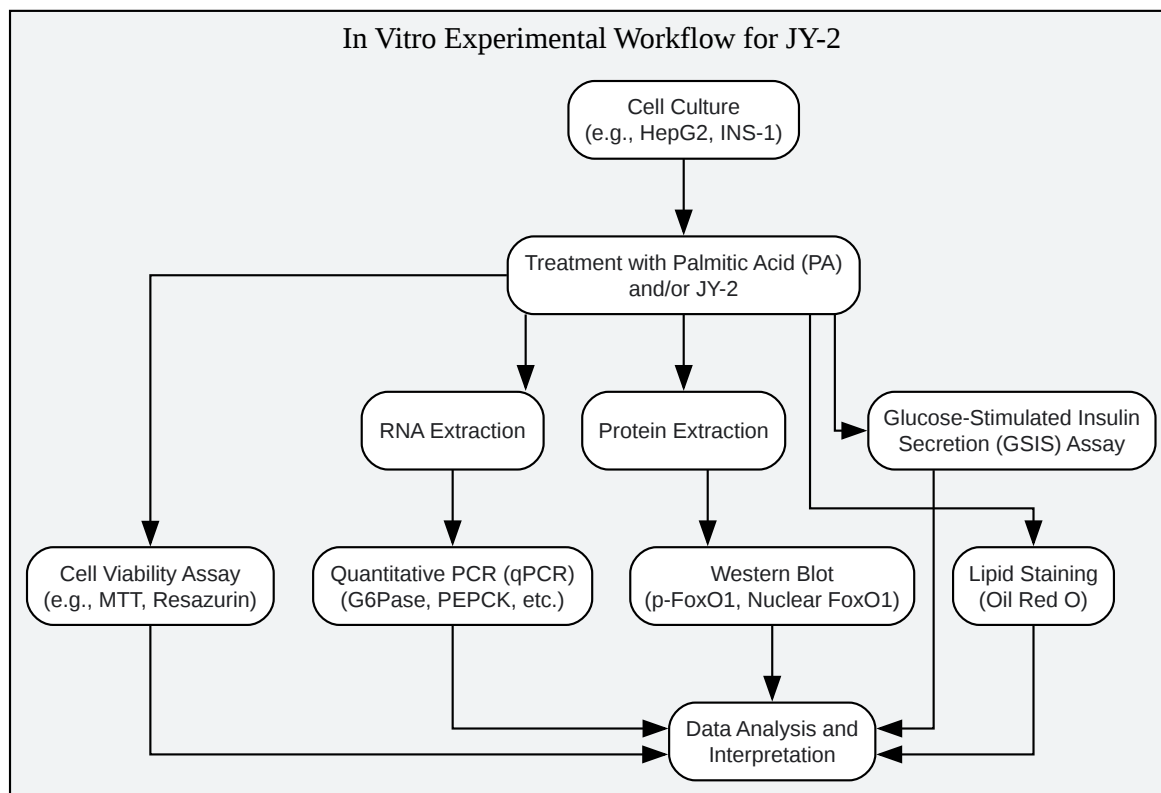 In Vitro Experimental Workflow for JY-2
Cell Culture
(e.g., HepG2, INS-1)
Treatment with Palmitic Acid (PA)
and/or JY-2
RNA Extraction
Protein Extraction
Glucose-Stimulated Insulin
Secretion (GSIS) Assay
Cell Viability Assay
(e.g., MTT, Resazurin)
Quantitative PCR (qPCR)
(G6Pase, PEPCK, etc.)
Western Blot
(p-FoxO1, Nuclear FoxO1)
Lipid Staining
(Oil Red O)
Data Analysis and
Interpretation